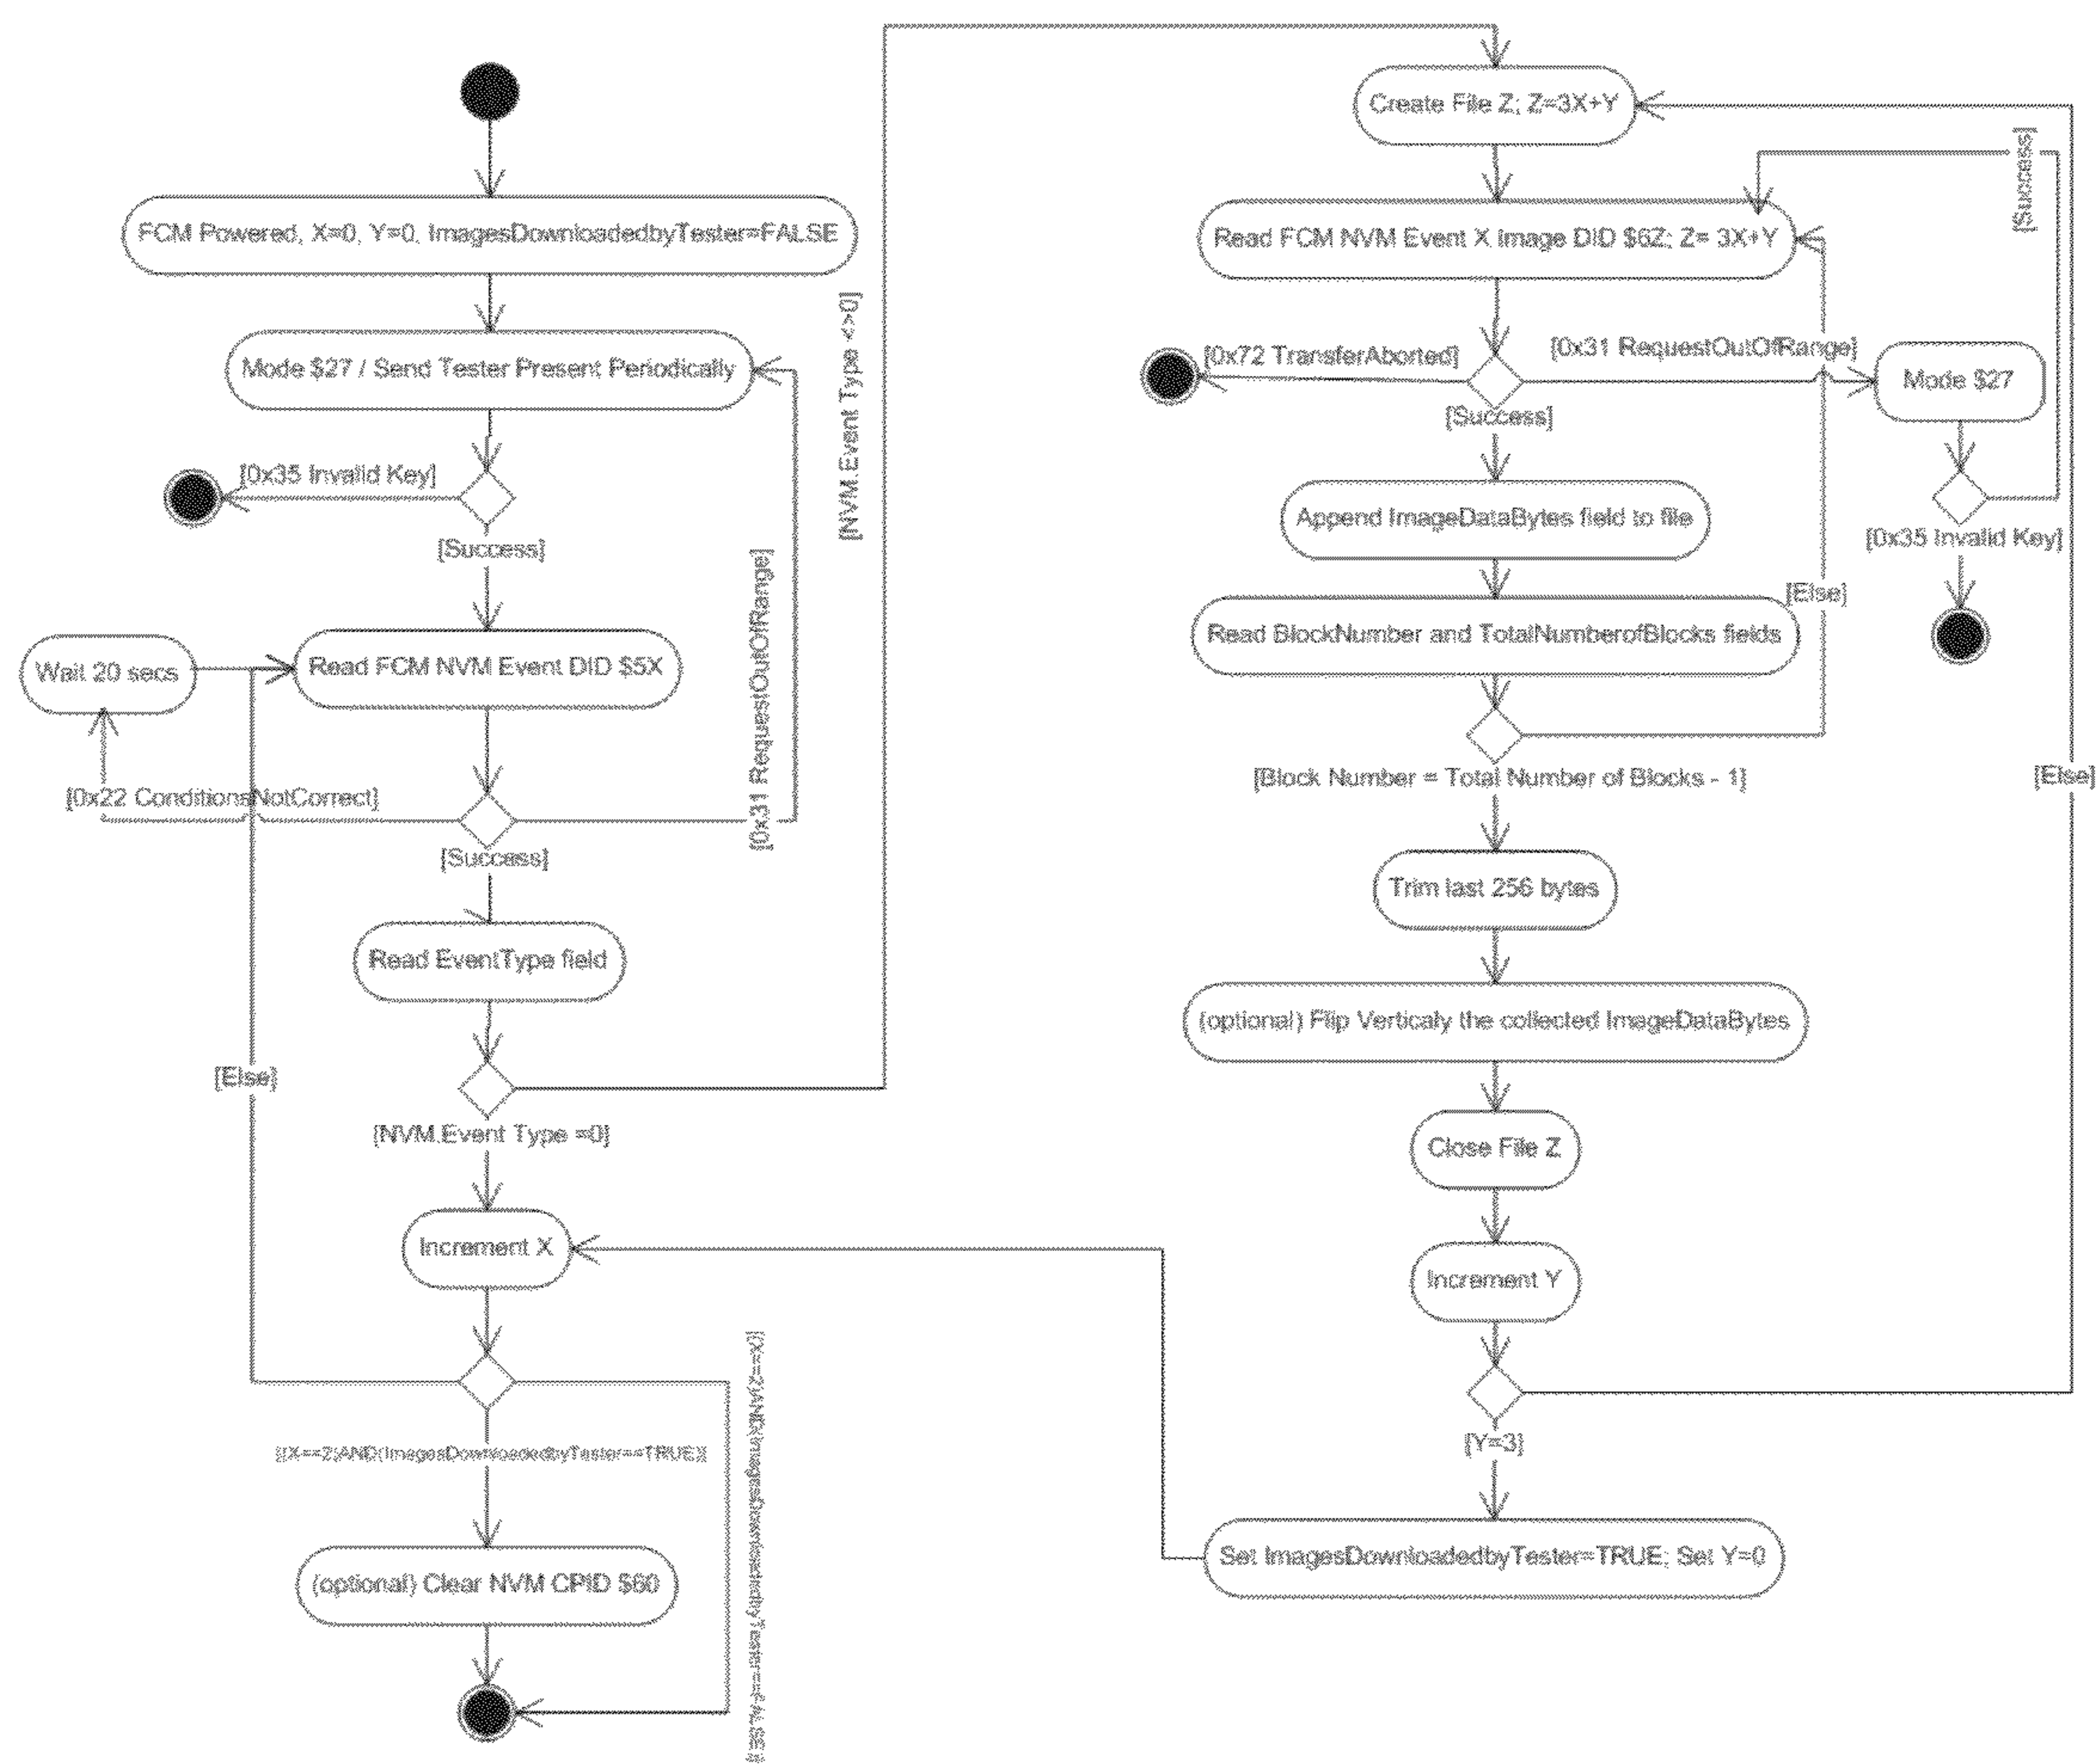 FCM Powered, X=0, Y=0, ImagesDownloadedbyTester=FALSE
Mode $27 / Send Tester Present Periodically
[0x35 Invalid Key]
[Success]
Wait 20 secs
Read FCM NVM Event DID $5X
[0x22 ConditionsNotCorrect]
[0x31 RequestOutOfRange]
[Success]
Read EventType field
[NVM.Event Type <>0]
[NVM.Event Type =0]
[Else]
Increment X
[(X==2)AND(ImagesDownloadedbyTester==TRUE)]
[(X==2)AND(ImagesDownloadedbyTester==FALSE)]
(optional) Clear NVM CPID $60
Create File Z; Z=3X+Y
Read FCM NVM Event X Image DID $6Z; Z= 3X+Y
[Success]
[0x72 TransferAborted]
[0x31 RequestOutOfRange]
Mode $27
[Success]
[0x35 Invalid Key]
Append ImageDataBytes field to file
[Else]
Read BlockNumber and TotalNumberofBlocks fields
[Block Number = Total Number of Blocks - 1]
[Else]
Trim last 256 bytes
(optional) Flip Verticaly the collected ImageDataBytes
Close File Z
Increment Y
[Y=3]
Set ImagesDownloadedbyTester=TRUE; Set Y=0